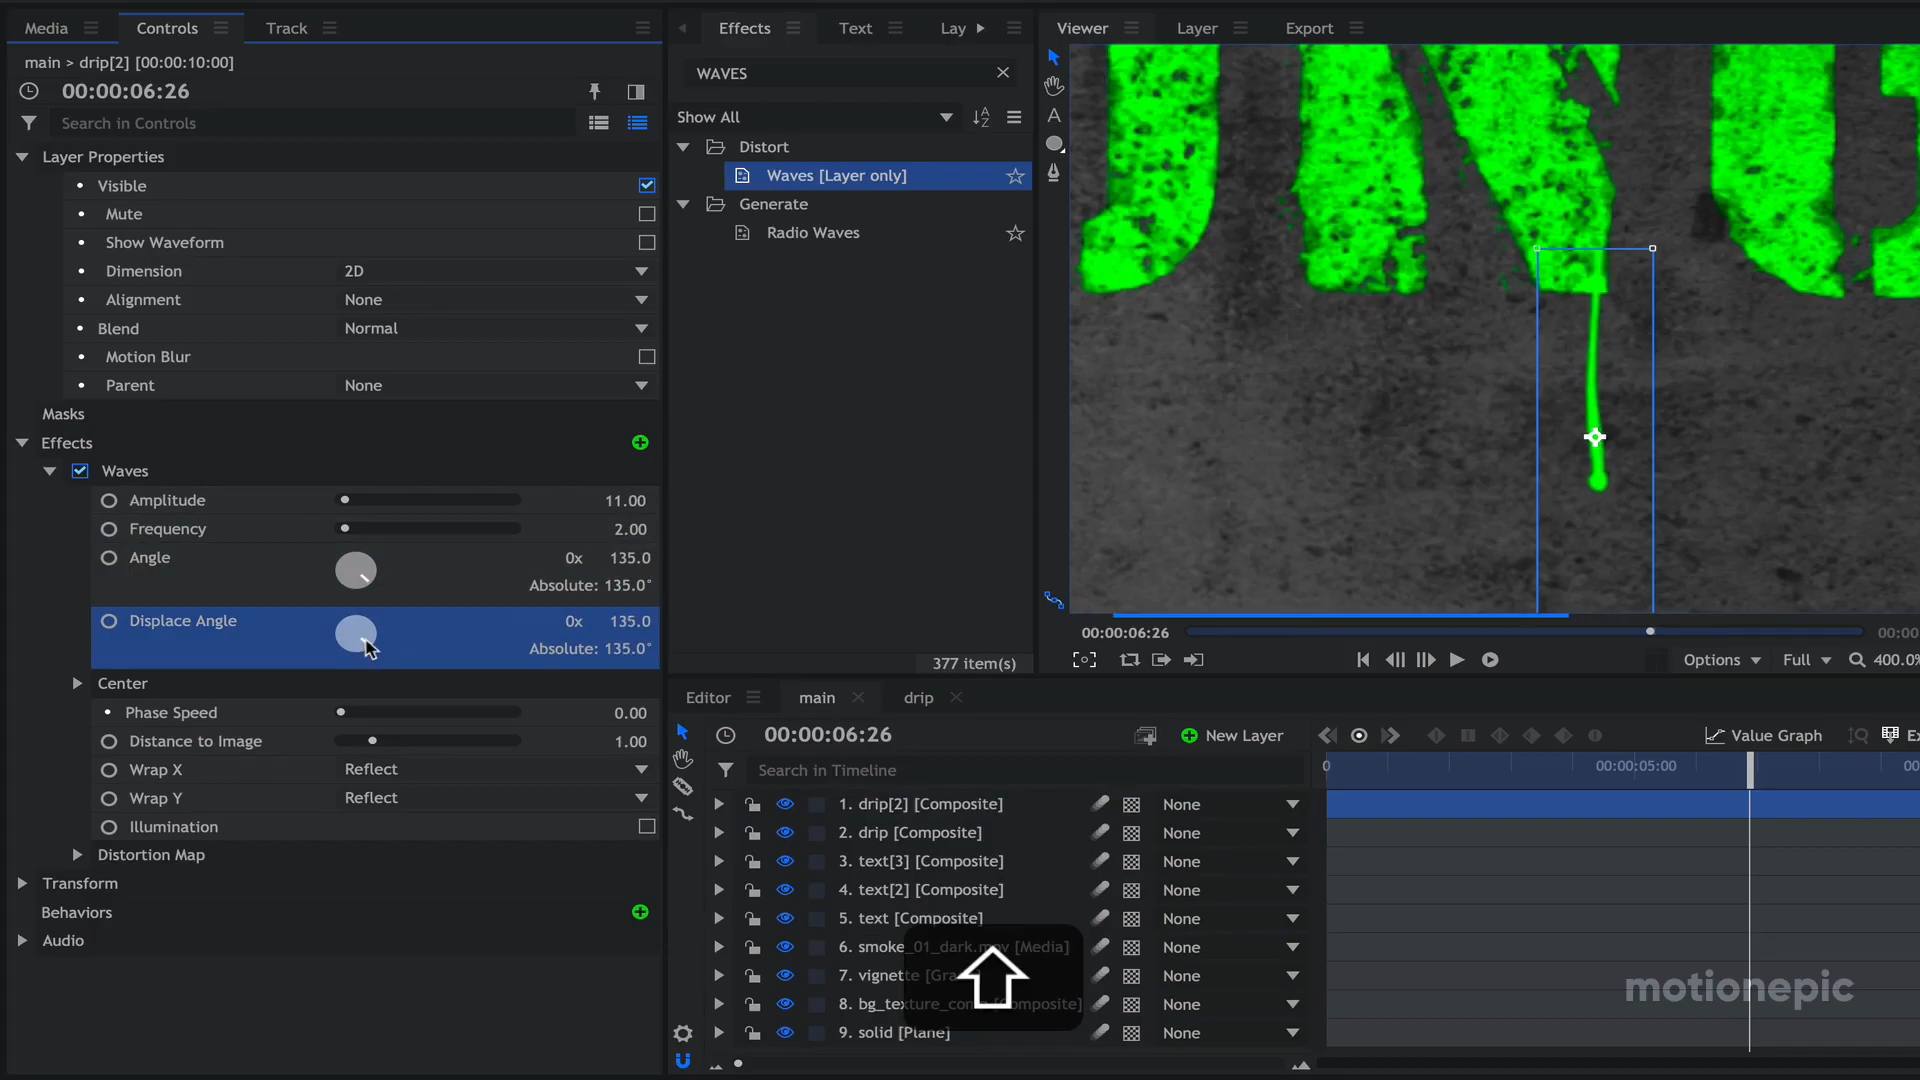 Media
Controls
Track
main > drip[2] [00:00:10:00]
00:00:06:26
Search in Controls
Layer Properties
Visible
Mute
Show Waveform
Dimension 2D
Alignment None
Blend Normal
Motion Blur
Parent None
Masks
Effects
Waves
Amplitude 11.00
Frequency 2.00
Angle 0x 135.0
Absolute: 135.0°
Displace Angle 0x 135.0
Absolute: 135.0°
Center
Phase Speed 0.00
Distance to Image 1.00
Wrap X Reflect
Wrap Y Reflect
Illumination
Distortion Map
Transform
Behaviors
Audio
Effects
Text
Lay
WAVES
Show All
Distort
Waves [Layer only]
Generate
Radio Waves
377 item(s)
Viewer
Layer
Export
00:00:06:26
Options
Full
400.0%
Editor
main
drip
00:00:06:26
New Layer
Value Graph
Search in Timeline
0
00:00:05:00
1. drip[2] [Composite] None
2. drip [Composite] None
3. text[3] [Composite] None
4. text[2] [Composite] None
5. text [Composite] None
6. smoke_01_dark.mov [Media] None
7. vignette None
8. None
9. solid [Plane] None
motionepic